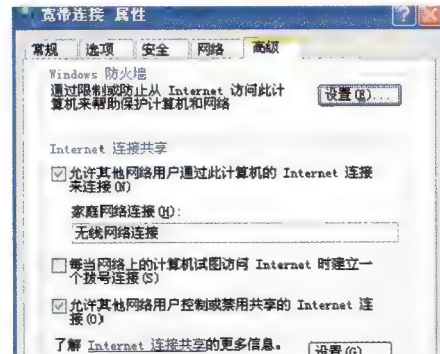 宽带连接 属性
常规 选项 安全 网络 高级
Windows 防火墙
通过限制或防止从 Internet 访问此计
算机来帮助保护计算机和网络
设置(E)...
Internet 连接共享
允许其他网络用户通过此计算机的 Internet 连接
来连接(N)
家庭网络连接(H):
无线网络连接
每当网络上的计算机试图访问 Internet 时建立一
个拨号连接(S)
允许其他网络用户控制或禁用共享的 Internet 连
接(O)
了解 Internet 连接共享的更多信息。
设置(G)